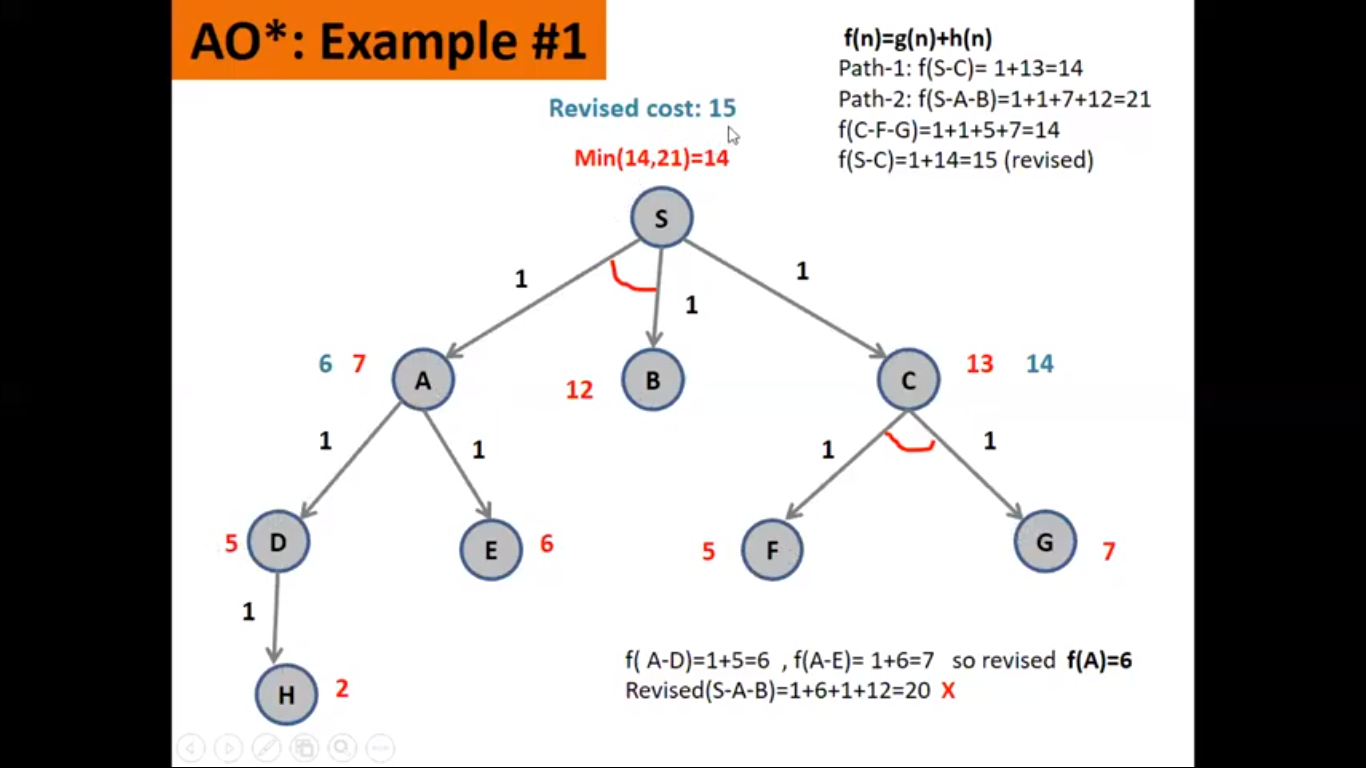 AO*: Example #1
f(n)=g(n)+h(n)
Path-1: f(S-C)= 1+13=14
Path-2: f(S-A-B)=1+1+7+12=21
f(C-F-G)=1+1+5+7=14
f(S-C)=1+14=15 (revised)
Revised cost: 15
Min(14,21)=14
S
1
1
1
6 7
A
12
B
C
13 14
1
1
1
1
5
D
E
6
5
F
G
7
1
H
2
f( A-D)=1+5=6 , f(A-E)= 1+6=7 so revised f(A)=6
Revised(S-A-B)=1+6+1+12=20 X